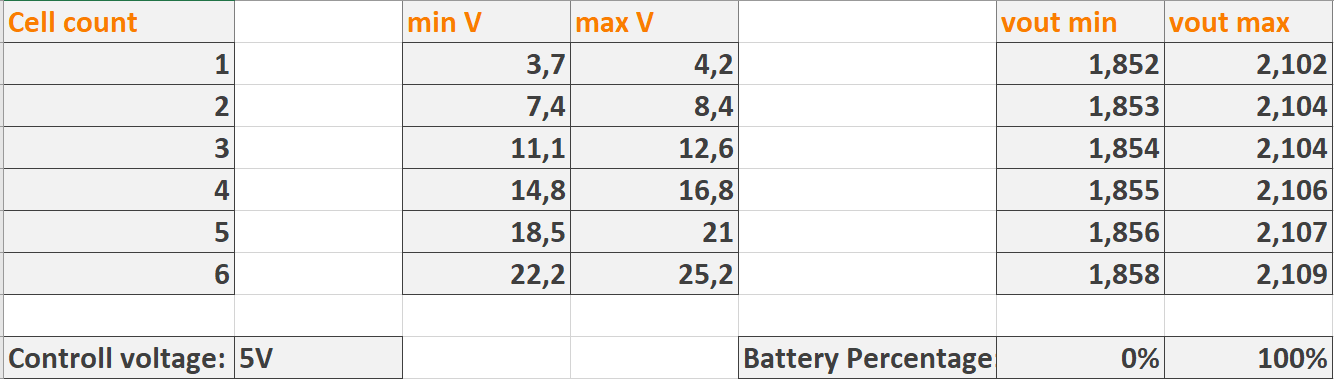 Cell count min V max V vout min vout max
1 3,7 4,2 1,852 2,102
2 7,4 8,4 1,853 2,104
3 11,1 12,6 1,854 2,104
4 14,8 16,8 1,855 2,106
5 18,5 21 1,856 2,107
6 22,2 25,2 1,858 2,109
Controll voltage: 5V Battery Percentage: 0% 100%